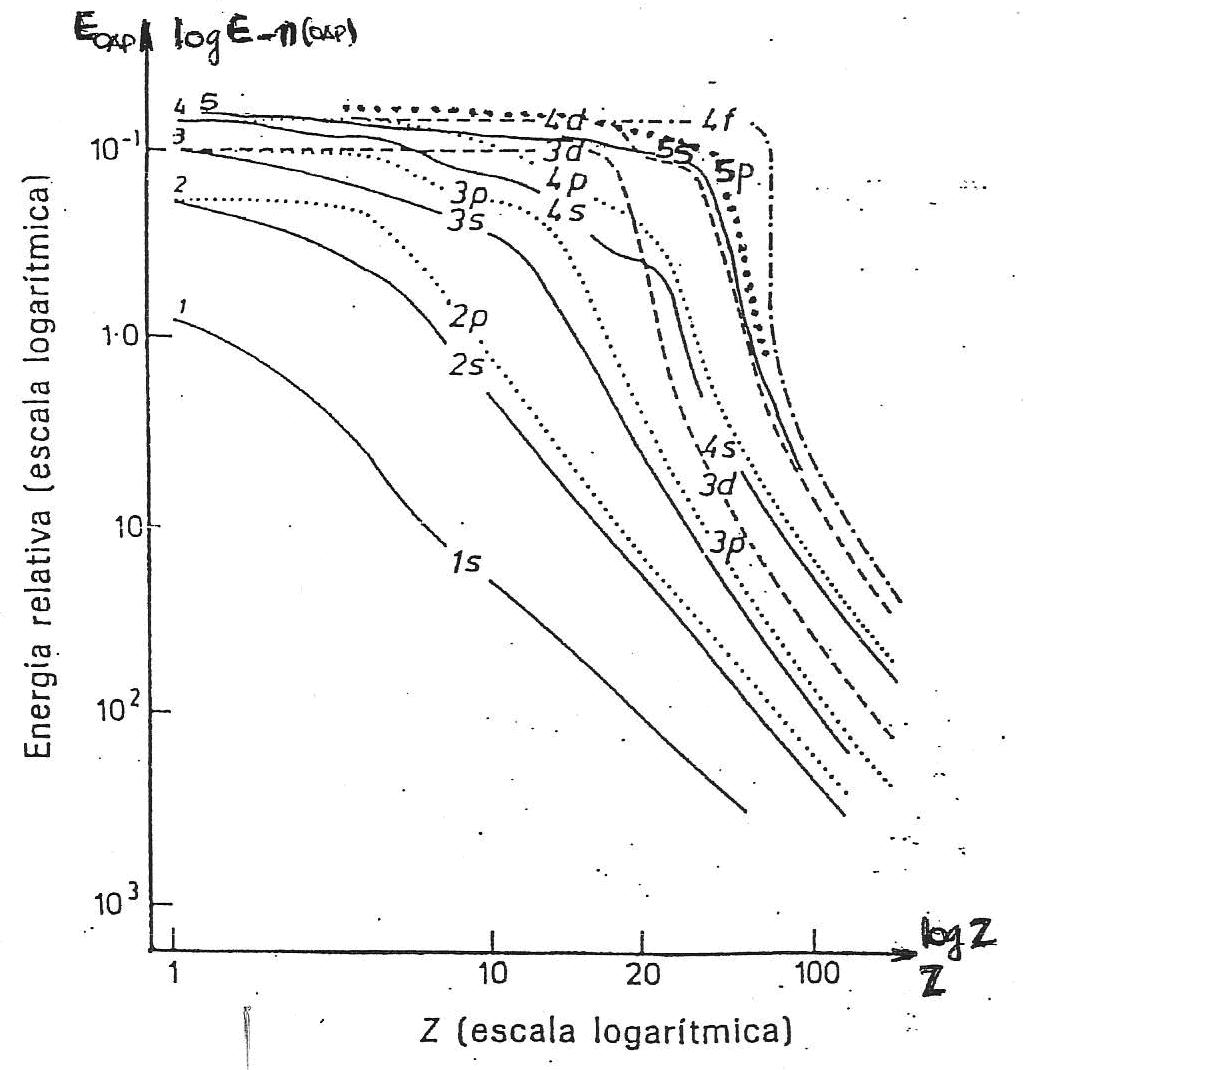 E_OAP log E-n(OAP)
4 5
4d 4f
10⁻¹ 3 3d 5s 5p
2 3p 4p
3s 4s
1 2p
1·0
2s
4s
3d
10 3p
1s
10²
10³
log Z
1 10 20 100 Z
Z (escala logarítmica)
Energía relativa (escala logarítmica)